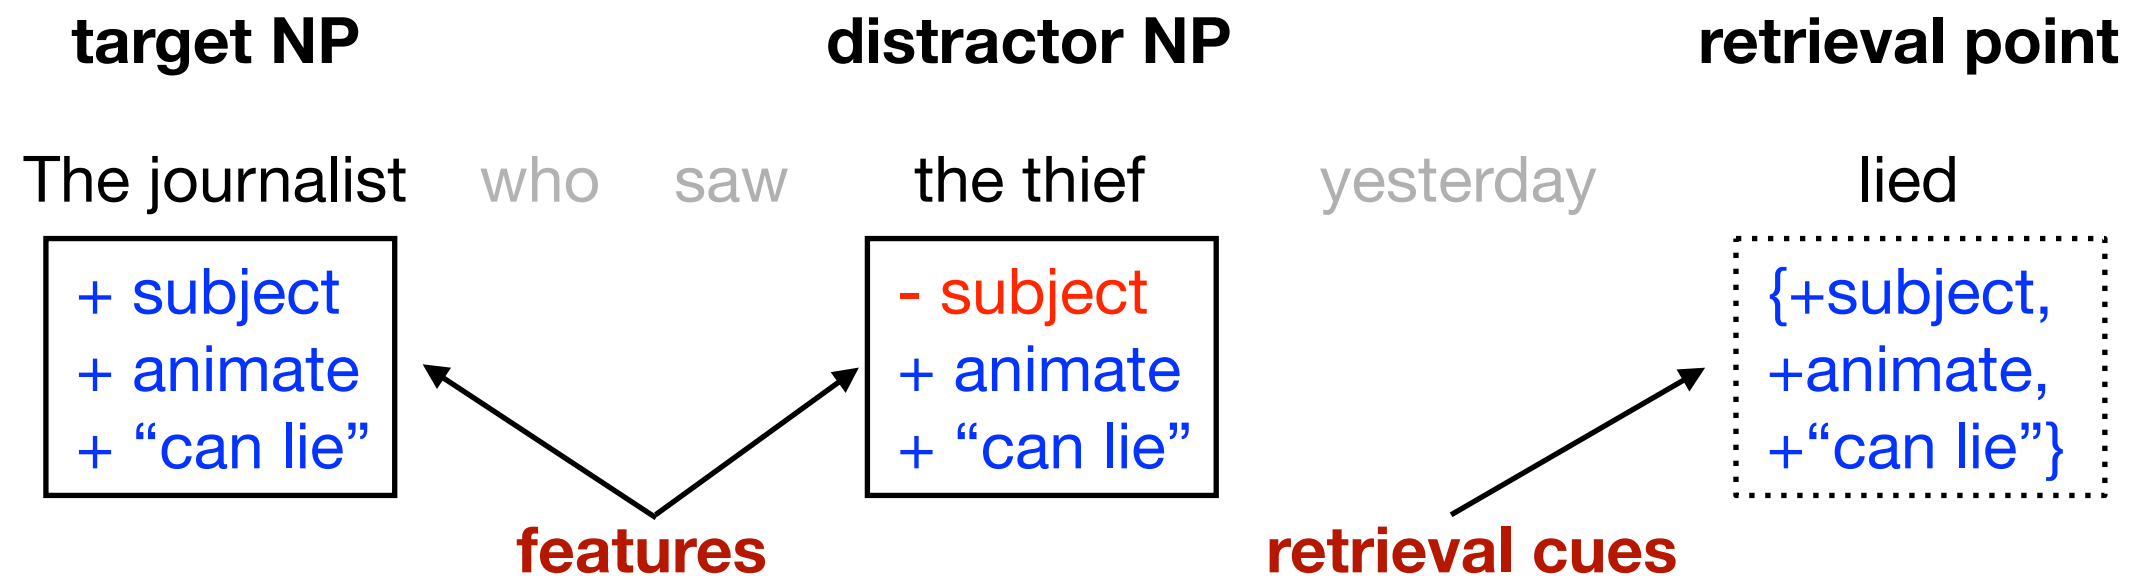 target NP distractor NP retrieval point
The journalist who saw the thief yesterday lied
+ subject
+ animate
+ “can lie”
- subject
+ animate
+ “can lie”
{+subject,
+animate,
+“can lie”}
features retrieval cues